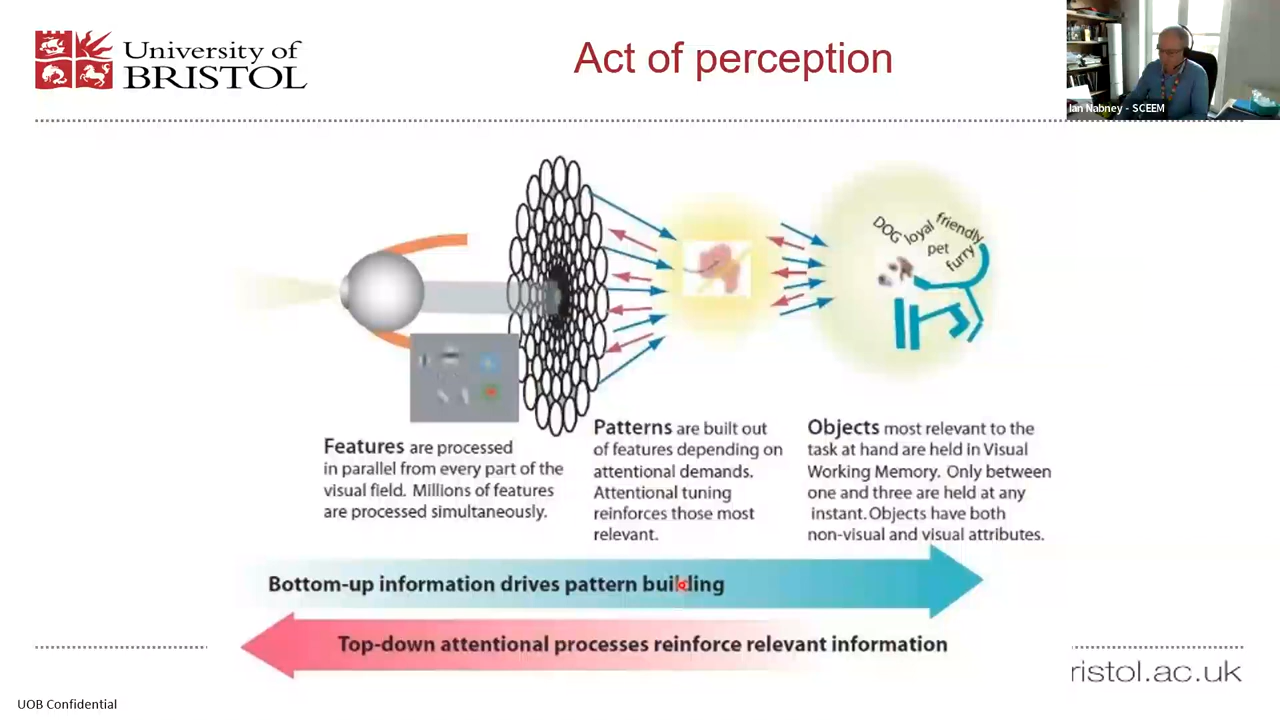 University of
BRISTOL
Act of perception
Ian Nabney - SCEEM
DOG
loyal
friendly
pet
furry
Features are processed
in parallel from every part of the
visual field. Millions of features
are processed simultaneously.
Patterns are built out
of features depending on
attentional demands.
Attentional tuning
reinforces those most
relevant.
Objects most relevant to the
task at hand are held in Visual
Working Memory. Only between
one and three are held at any
instant. Objects have both
non-visual and visual attributes.
Bottom-up information drives pattern building
Top-down attentional processes reinforce relevant information
ristol.ac.uk
UOB Confidential